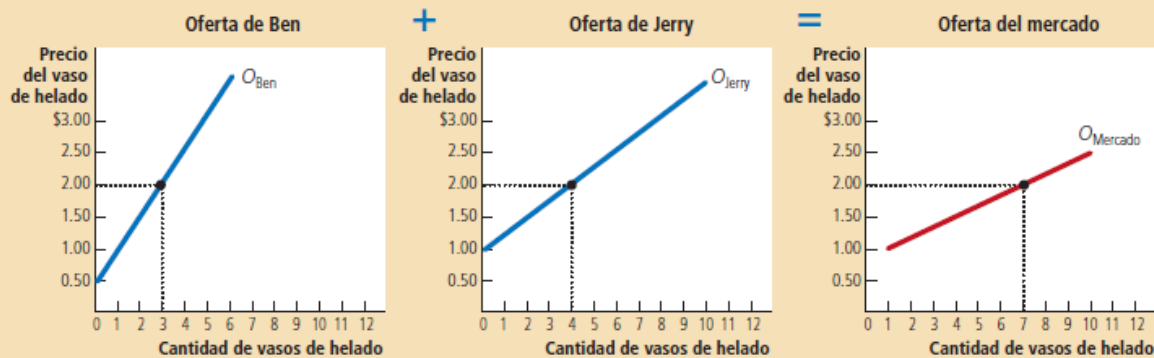 Oferta de Ben
+
Oferta de Jerry
=
Oferta del mercado
Precio
del vaso
de helado
$3.00
2.50
2.00
1.50
1.00
0.50
O Ben
0 1 2 3 4 5 6 7 8 9 10 11 12
Cantidad de vasos de helado
Precio
del vaso
de helado
$3.00
2.50
2.00
1.50
1.00
0.50
O Jerry
0 1 2 3 4 5 6 7 8 9 10 11 12
Cantidad de vasos de helado
Precio
del vaso
de helado
$3.00
2.50
2.00
1.50
1.00
0.50
O Mercado
0 1 2 3 4 5 6 7 8 9 10 11 12
Cantidad de vasos de helado